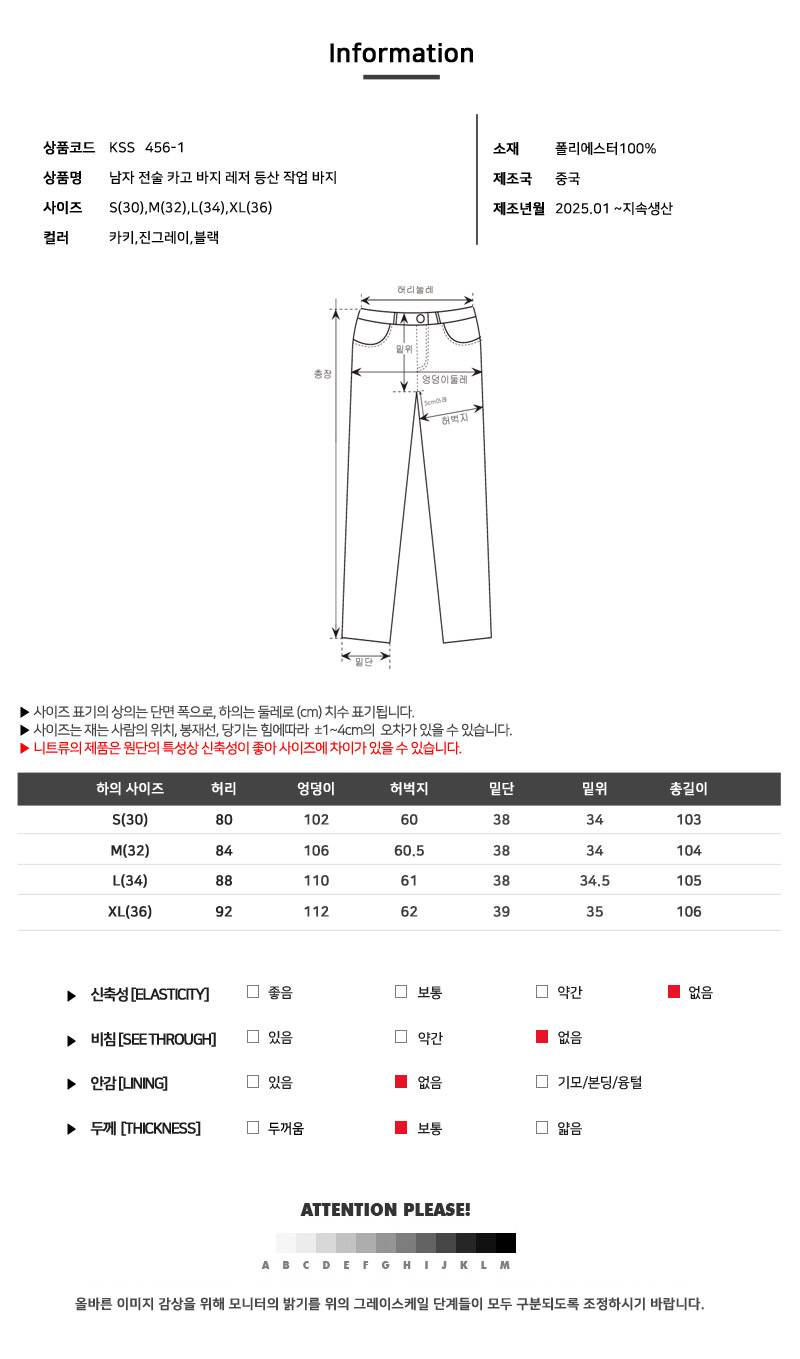 Information
상품코드 KSS 456-1
상품명 남자 전술 카고 바지 레저 등산 작업 바지
사이즈 S(30),M(32),L(34),XL(36)
컬러 카키,진그레이,블랙
소재 폴리에스터100%
제조국 중국
제조년월 2025.01 ~지속생산
허리둘레
밑위
총장
엉덩이둘레
5cm아래
허벅지
밑단
▶ 사이즈 표기의 상의는 단면 폭으로, 하의는 둘레로 (cm) 치수 표기됩니다.
▶ 사이즈는 재는 사람의 위치, 봉재선, 당기는 힘에따라 ±1~4cm의 오차가 있을 수 있습니다.
▶ 니트류의 제품은 원단의 특성상 신축성이 좋아 사이즈에 차이가 있을 수 있습니다.
하의 사이즈 허리 엉덩이 허벅지 밑단 밑위 총길이
S(30) 80 102 60 38 34 103
M(32) 84 106 60.5 38 34 104
L(34) 88 110 61 38 34.5 105
XL(36) 92 112 62 39 35 106
▶ 신축성 [ELASTICITY] 좋음 보통 약간 없음
▶ 비침 [SEE THROUGH] 있음 약간 없음
▶ 안감 [LINING] 있음 없음 기모/본딩/융털
▶ 두께 [THICKNESS] 두꺼움 보통 얇음
ATTENTION PLEASE!
A B C D E F G H I J K L M
올바른 이미지 감상을 위해 모니터의 밝기를 위의 그레이스케일 단계들이 모두 구분되도록 조정하시기 바랍니다.